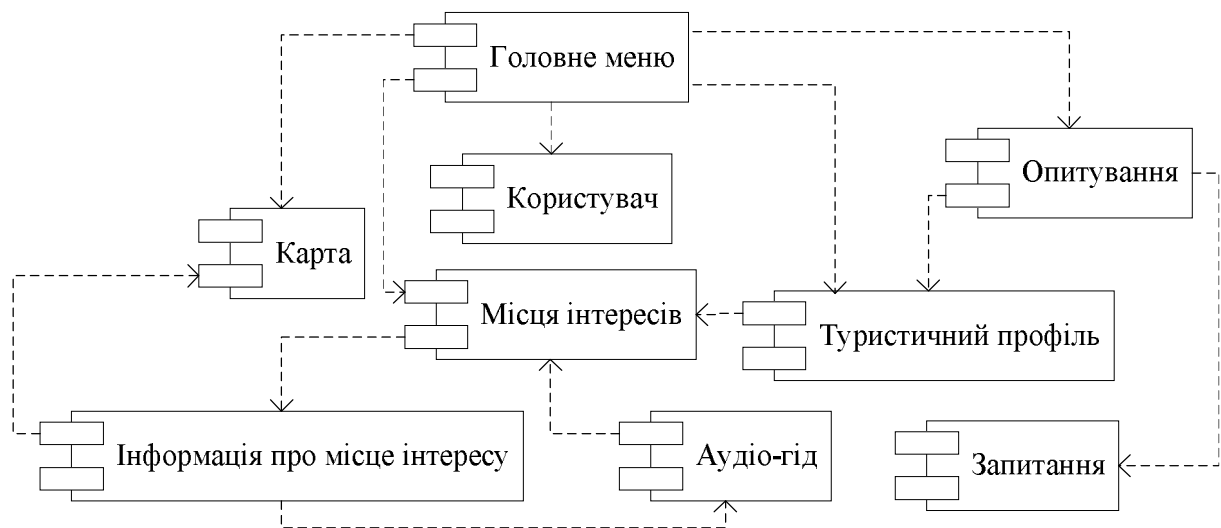 Головне меню
Опитування
Користувач
Карта
Місця інтересів
Туристичний профіль
Інформація про місце інтересу
Аудіо-гід
Запитання